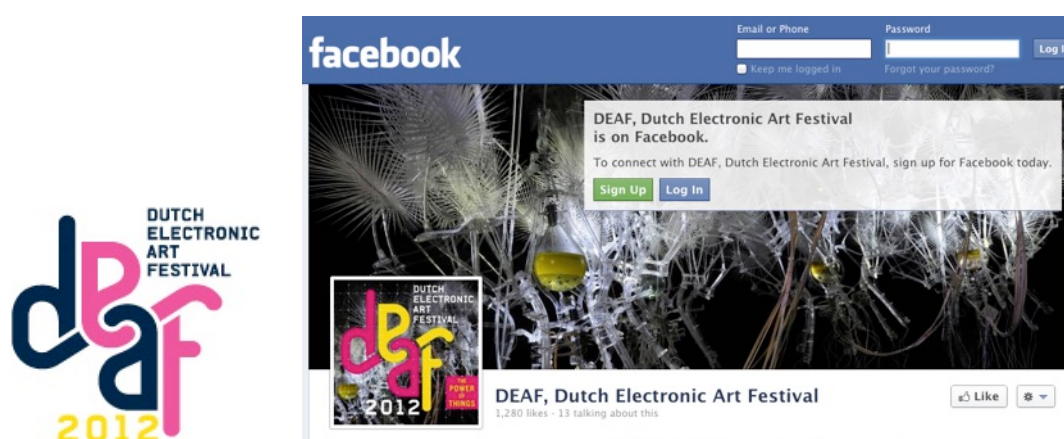 DUTCH
ELECTRONIC
ART
FESTIVAL
deaf
2012
facebook
Email or Phone
Password
Keep me logged in
Forgot your password?
DEAF, Dutch Electronic Art Festival
is on Facebook.
To connect with DEAF, Dutch Electronic Art Festival, sign up for Facebook today.
Sign Up Log In
DUTCH
ELECTRONIC
ART
FESTIVAL
deaf
THE
POWER
OF
THINGS
2012
DEAF, Dutch Electronic Art Festival
1,280 likes · 13 talking about this
Like